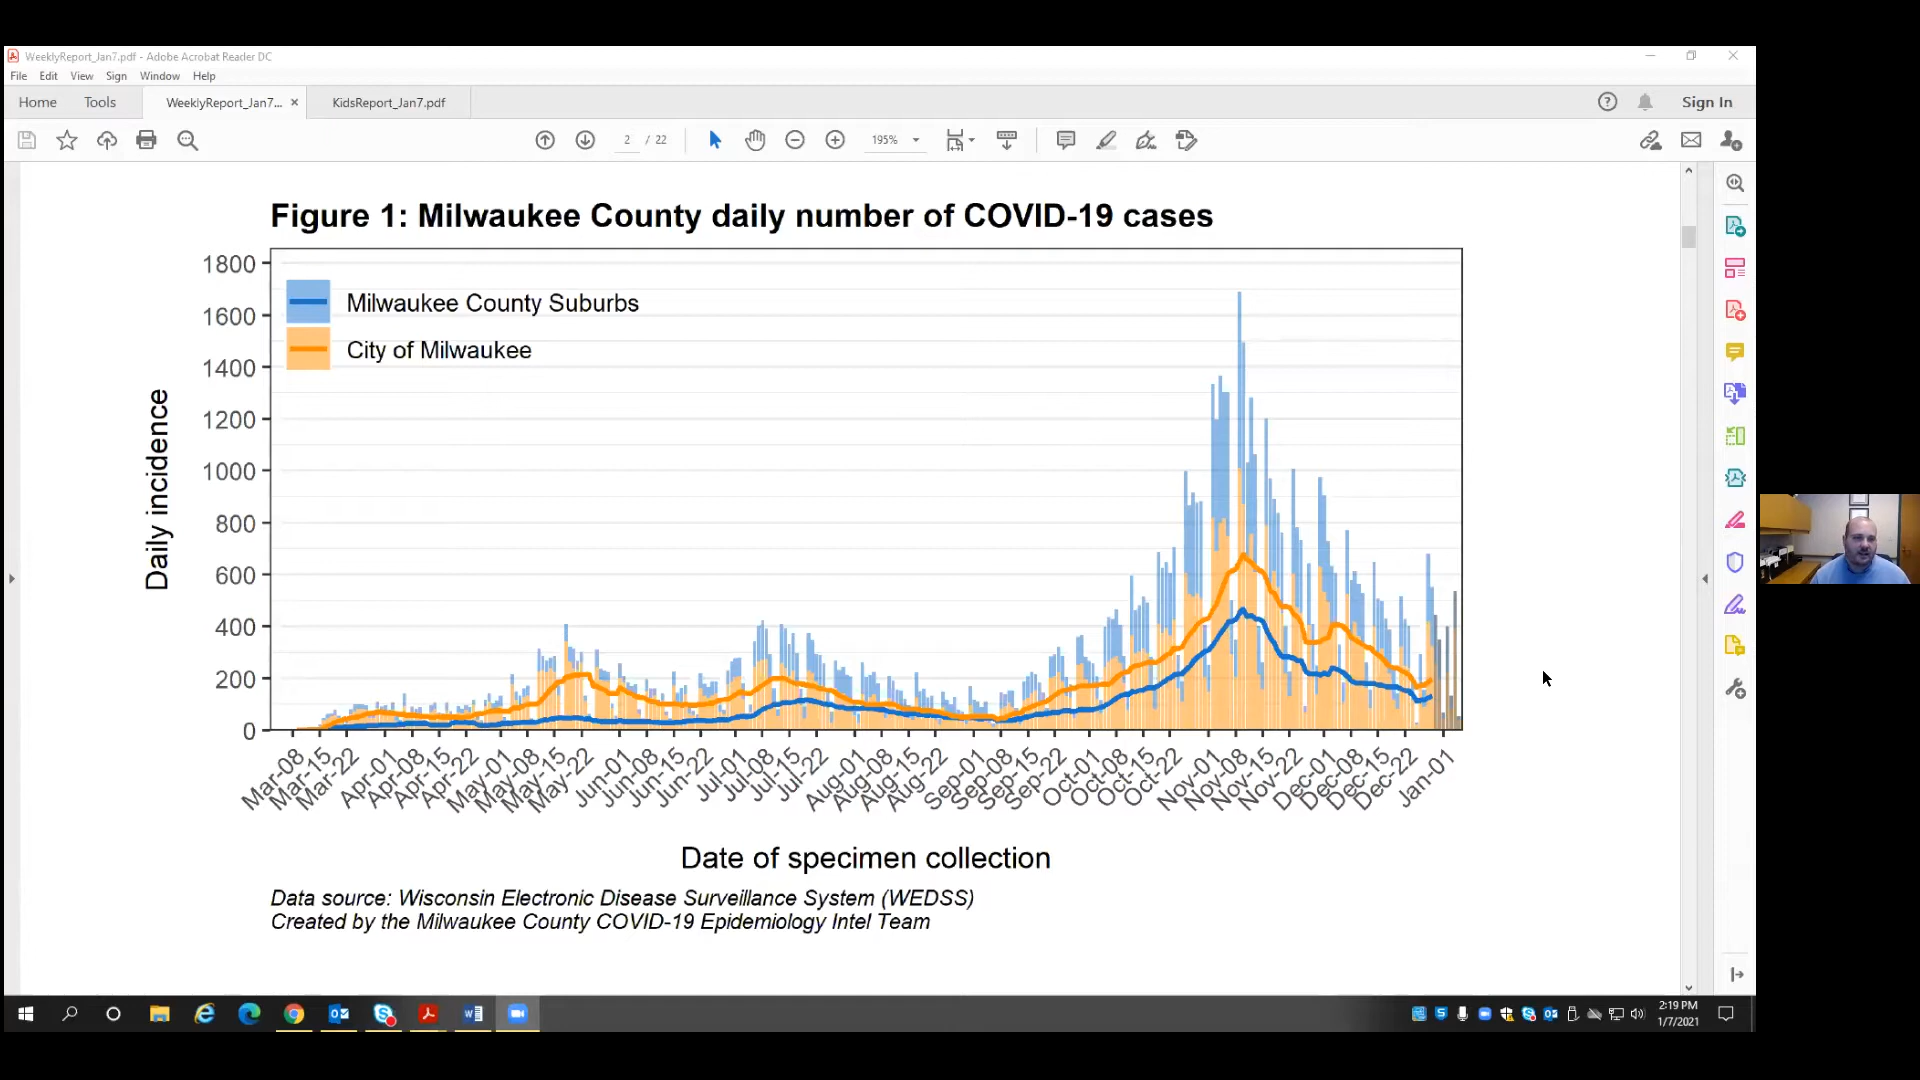 WeeklyReport_Jan7.pdf - Adobe Acrobat Reader DC
File Edit View Sign Window Help
Home Tools WeeklyReport_Jan7... × KidsReport_Jan7.pdf Sign In
2 / 22 195%
Figure 1: Milwaukee County daily number of COVID-19 cases
1800
1600
1400
1200
1000
800
600
400
200
0
Daily incidence
Milwaukee County Suburbs
City of Milwaukee
Mar-08 Mar-15 Mar-22 Apr-01 Apr-08 Apr-15 Apr-22 May-01 May-08 May-15 May-22 Jun-01 Jun-08 Jun-15 Jun-22 Jul-01 Jul-08 Jul-15 Jul-22 Aug-01 Aug-08 Aug-15 Aug-22 Sep-01 Sep-08 Sep-15 Sep-22 Oct-01 Oct-08 Oct-15 Oct-22 Nov-01 Nov-08 Nov-15 Nov-22 Dec-01 Dec-08 Dec-15 Dec-22 Jan-01
Date of specimen collection
Data source: Wisconsin Electronic Disease Surveillance System (WEDSS)
Created by the Milwaukee County COVID-19 Epidemiology Intel Team
2:19 PM
1/7/2021